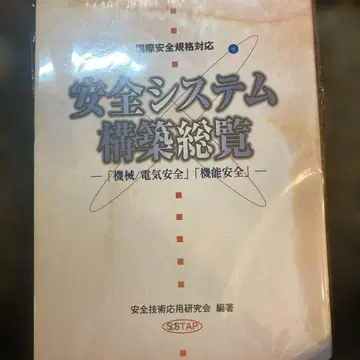 国際安全規格対応
安全システム
構築総覧
―「機械/電気安全」「機能安全」―
安全技術応用研究会 編著
SSTAP